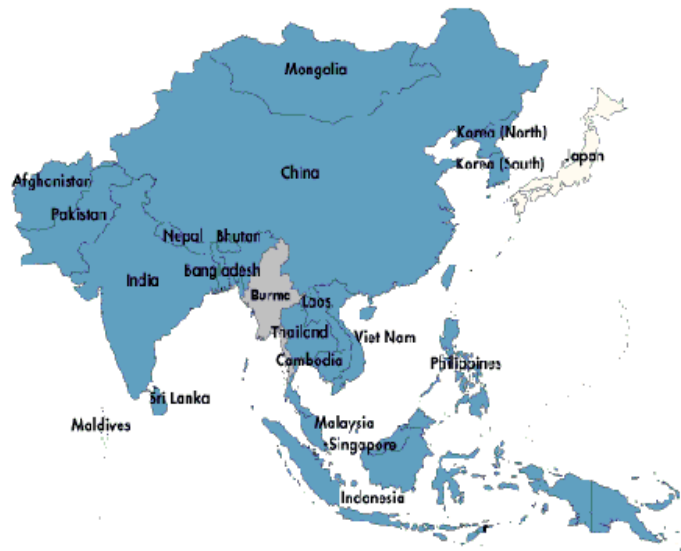 Mongolia
Korea (North)
Korea (South)
Japan
China
Afghanistan
Pakistan
Nepal
Bhutan
Bangladesh
India
Burma
Laos
Thailand
Viet Nam
Cambodia
Philippines
Sri Lanka
Maldives
Malaysia
Singapore
Indonesia